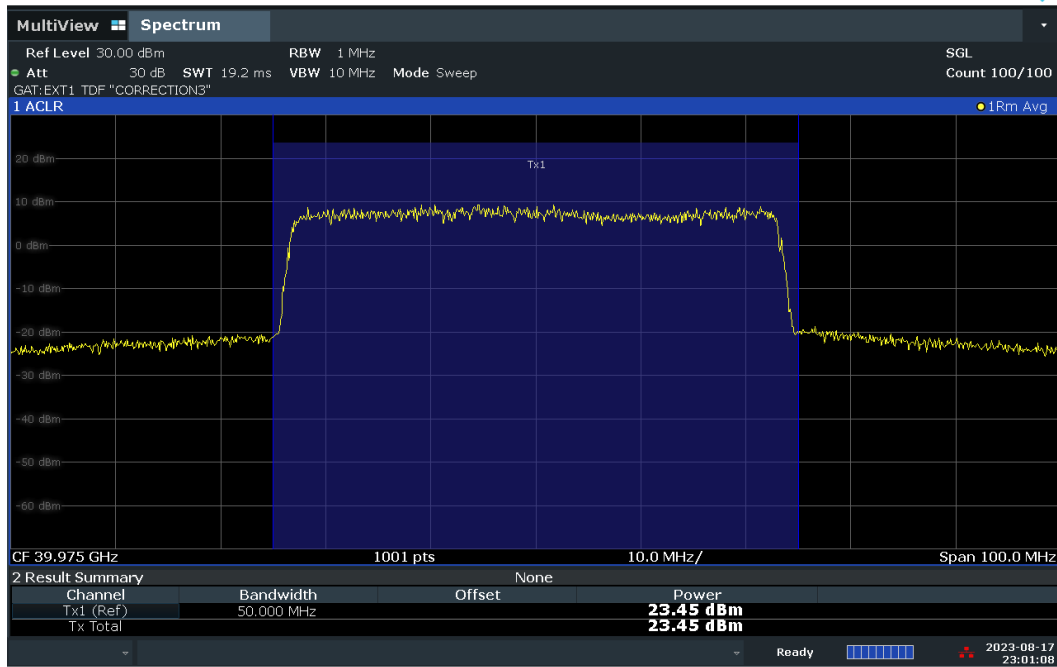 MultiView Spectrum
Ref Level 30.00 dBm RBW 1 MHz SGL
Att 30 dB SWT 19.2 ms VBW 10 MHz Mode Sweep Count 100/100
GAT:EXT1 TDF "CORRECTION3"
1 ACLR 1Rm Avg
Tx1
20 dBm
10 dBm
0 dBm
-10 dBm
-20 dBm
-30 dBm
-40 dBm
-50 dBm
-60 dBm
CF 39.975 GHz 1001 pts 10.0 MHz/ Span 100.0 MHz
2 Result Summary None
Channel Bandwidth Offset Power
Tx1 (Ref) 50.000 MHz 23.45 dBm
Tx Total 23.45 dBm
Ready 2023-08-17
23:01:08